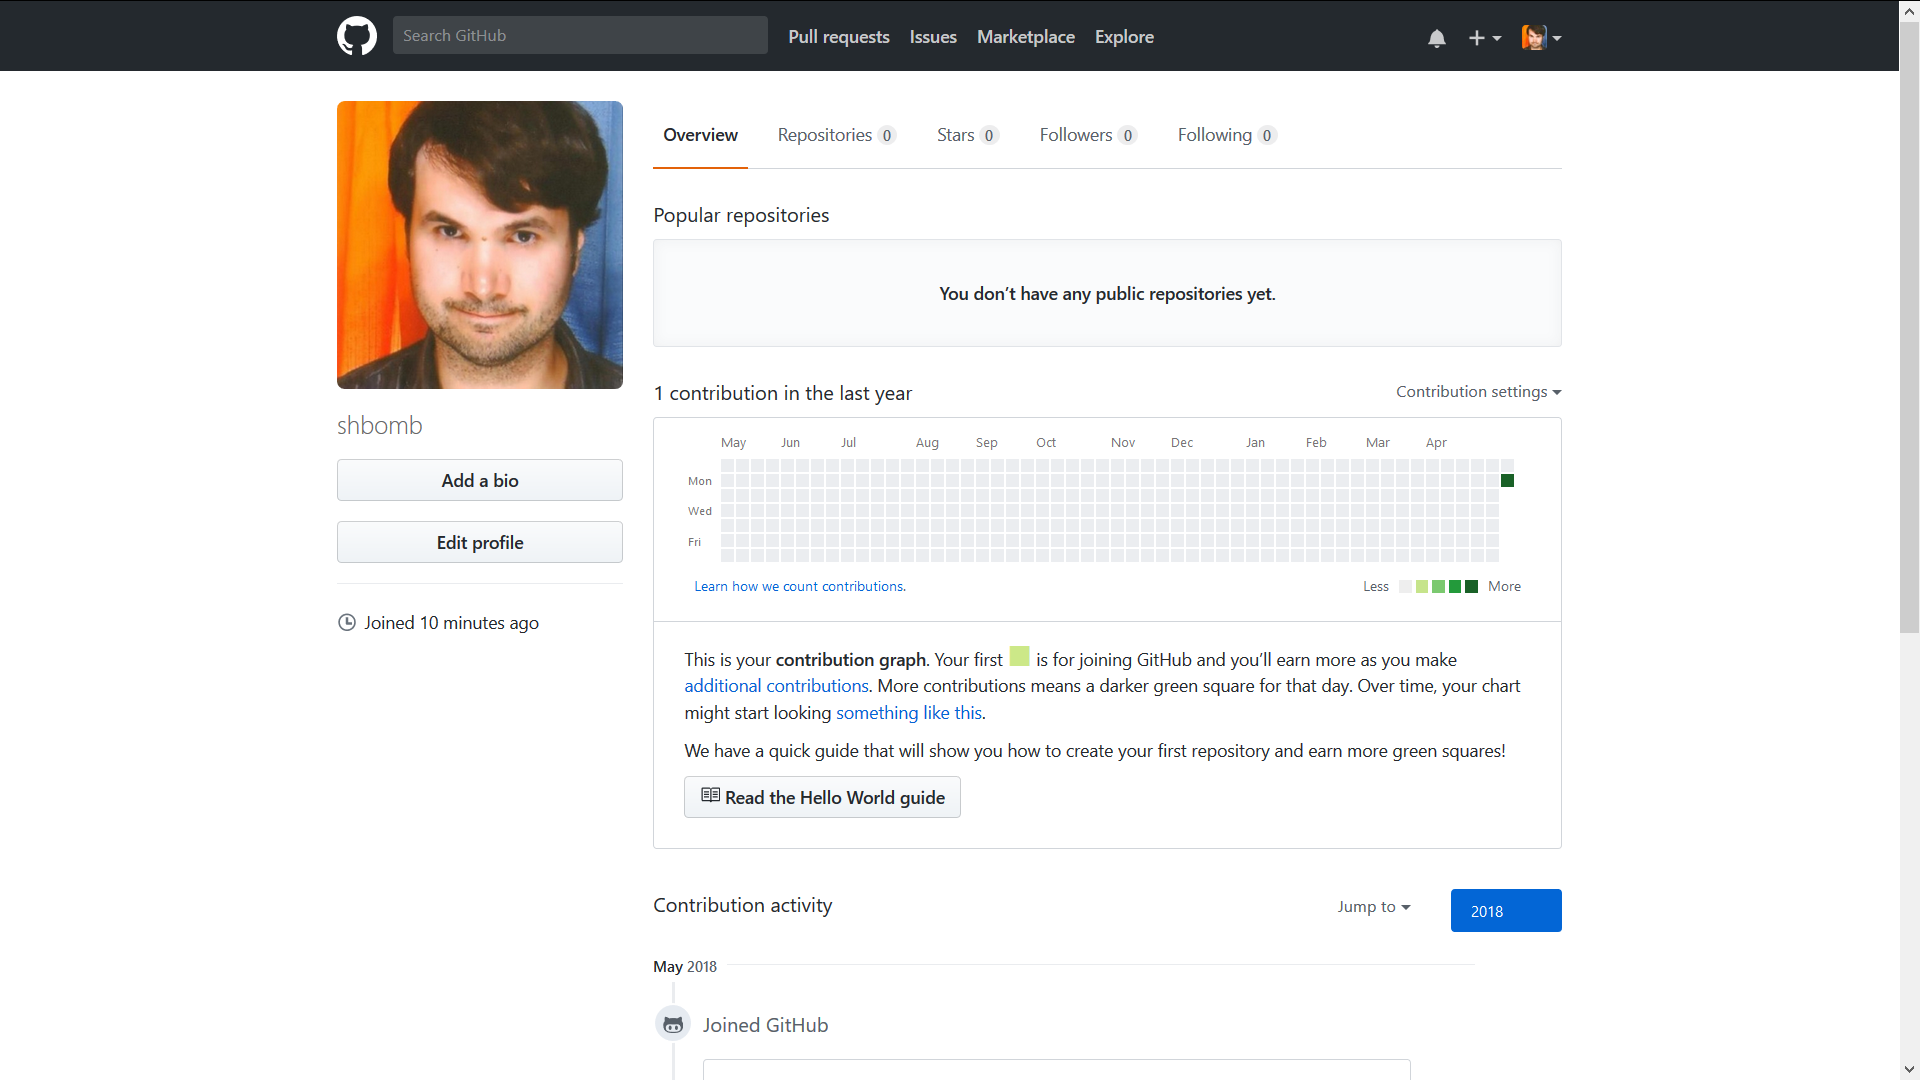 Search GitHub
Pull requests Issues Marketplace Explore
Overview Repositories 0 Stars 0 Followers 0 Following 0
Popular repositories
You don’t have any public repositories yet.
1 contribution in the last year
Contribution settings
shbomb
Add a bio
Edit profile
Joined 10 minutes ago
May Jun Jul Aug Sep Oct Nov Dec Jan Feb Mar Apr
Mon
Wed
Fri
Learn how we count contributions.
Less More
This is your contribution graph. Your first is for joining GitHub and you’ll earn more as you make
additional contributions. More contributions means a darker green square for that day. Over time, your chart
might start looking something like this.
We have a quick guide that will show you how to create your first repository and earn more green squares!
Read the Hello World guide
Contribution activity
Jump to
2018
May 2018
Joined GitHub